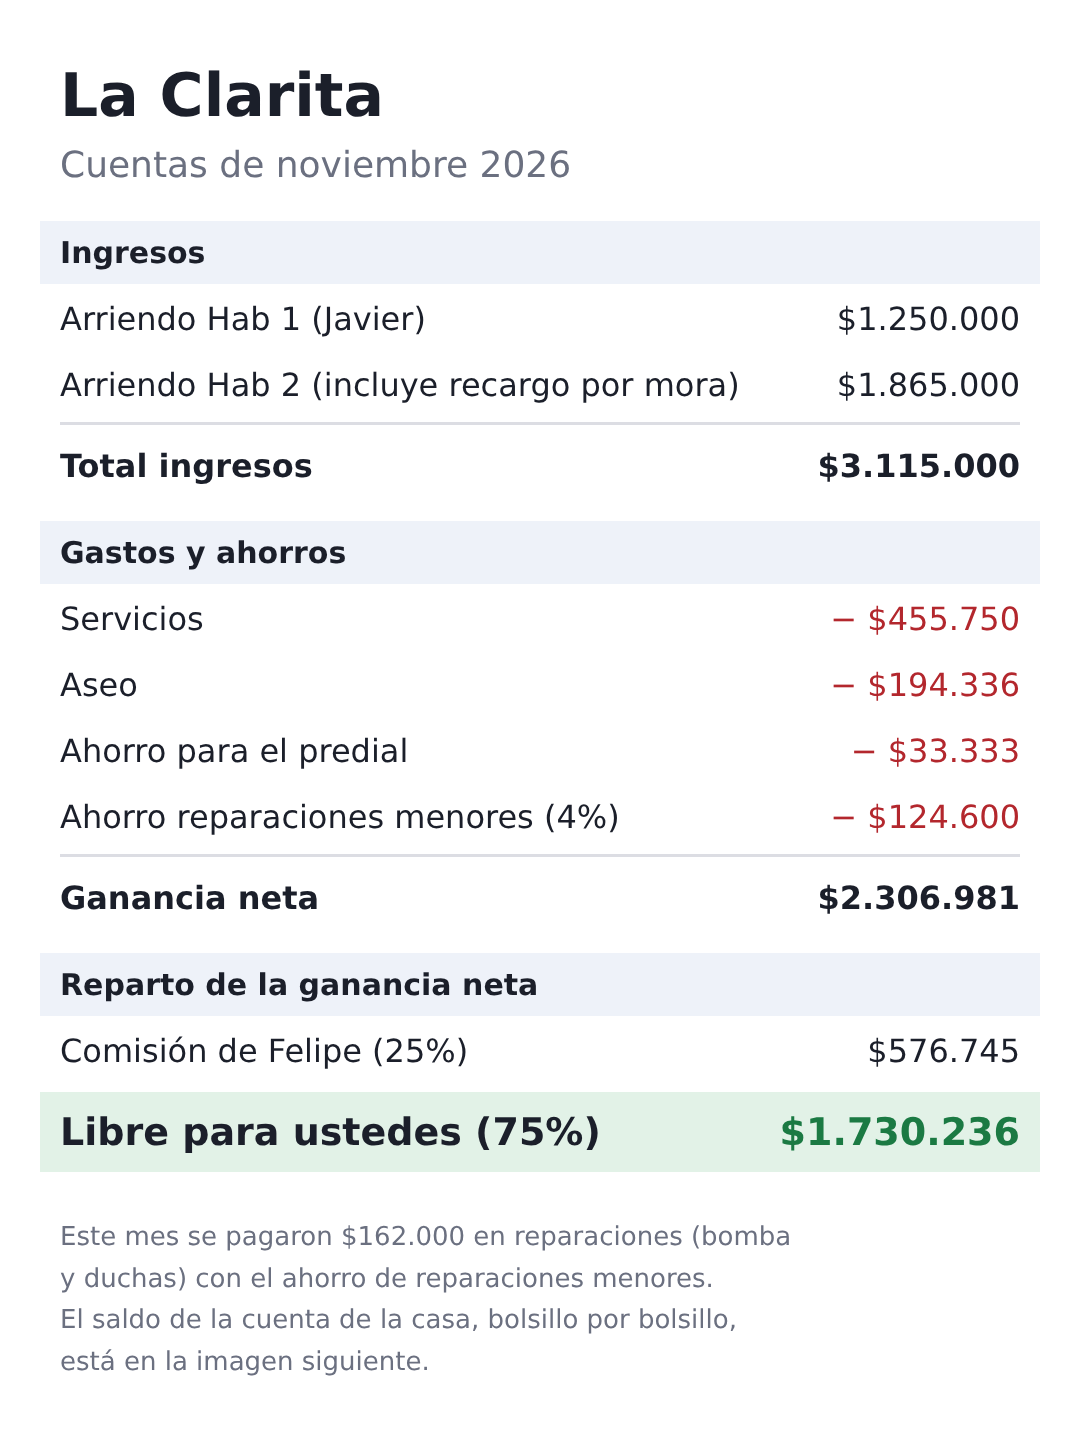 La Clarita
Cuentas de noviembre 2026
Ingresos
Arriendo Hab 1 (Javier) $1.250.000
Arriendo Hab 2 (incluye recargo por mora) $1.865.000
Total ingresos $3.115.000
Gastos y ahorros
Servicios − $455.750
Aseo − $194.336
Ahorro para el predial − $33.333
Ahorro reparaciones menores (4%) − $124.600
Ganancia neta $2.306.981
Reparto de la ganancia neta
Comisión de Felipe (25%) $576.745
Libre para ustedes (75%) $1.730.236
Este mes se pagaron $162.000 en reparaciones (bomba
y duchas) con el ahorro de reparaciones menores.
El saldo de la cuenta de la casa, bolsillo por bolsillo,
está en la imagen siguiente.